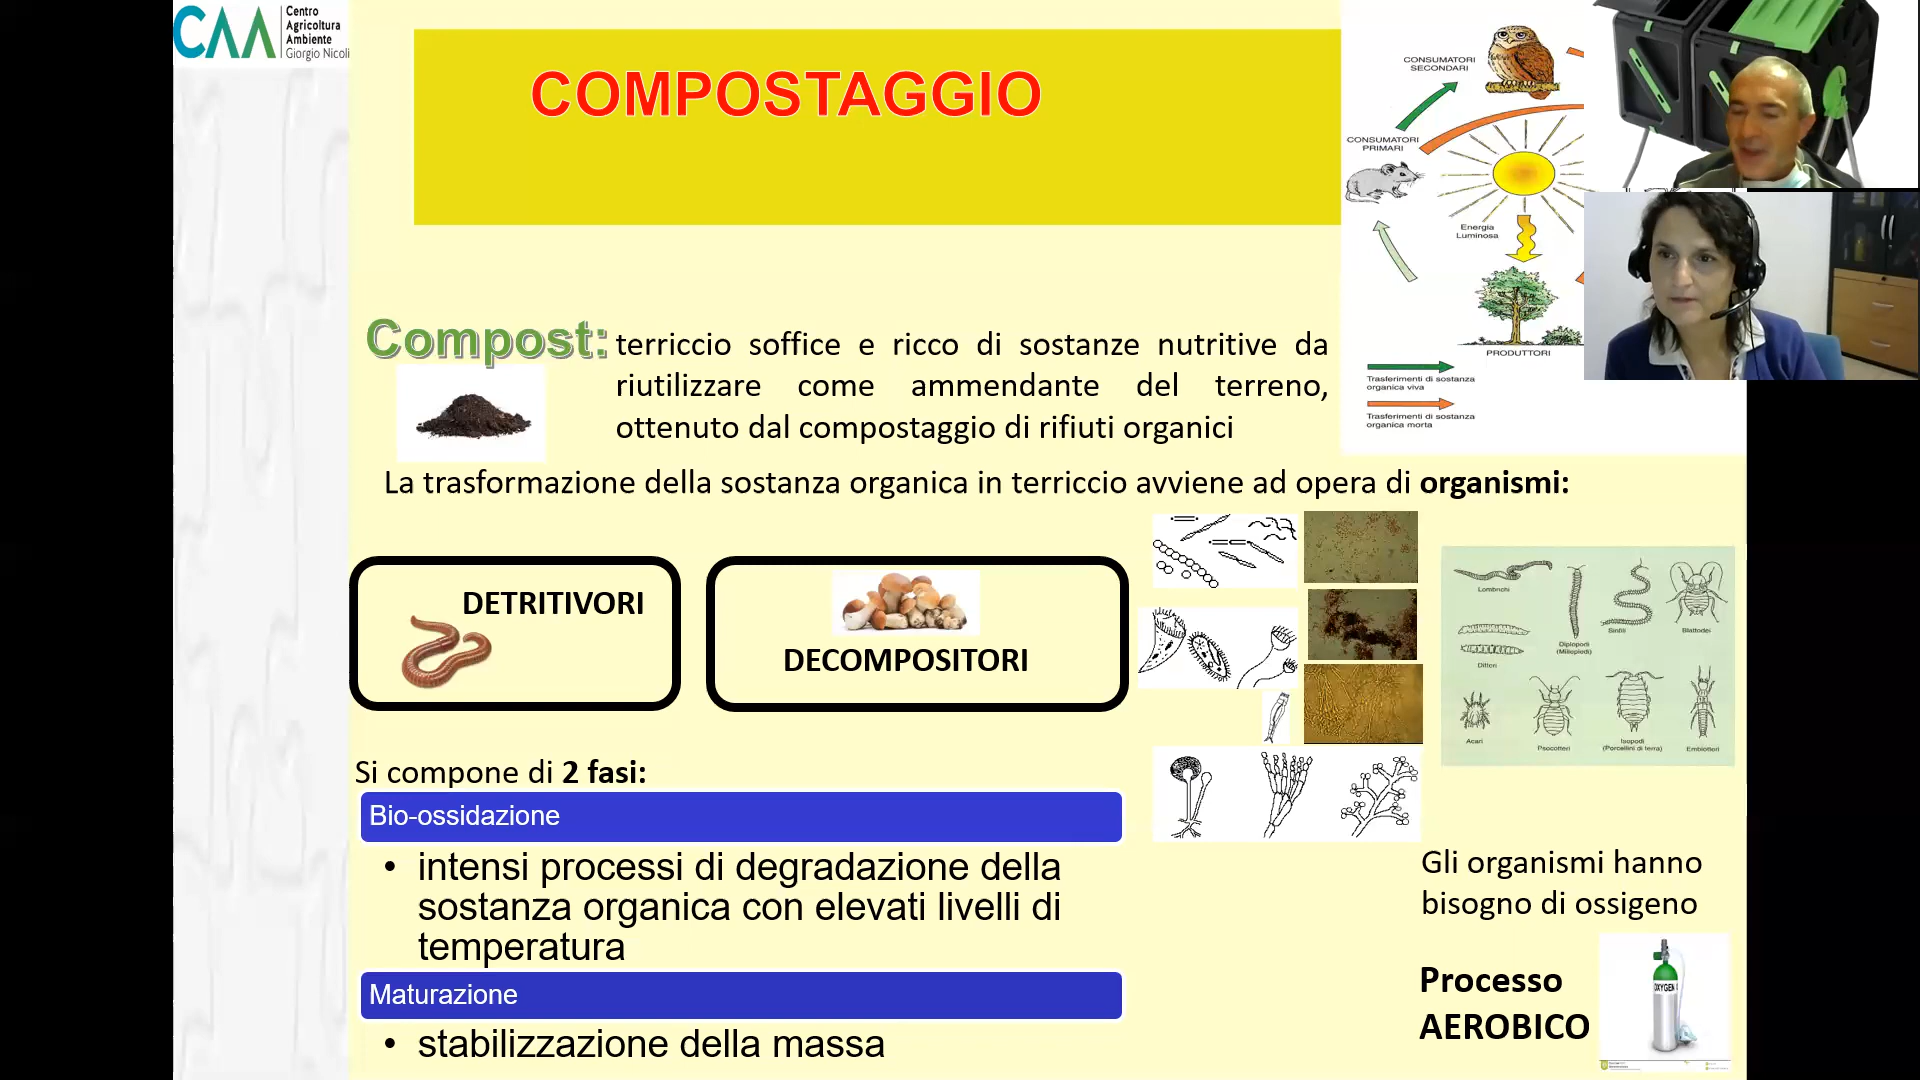 CAA
Centro
Agricoltura
Ambiente
Giorgio Nicoli
COMPOSTAGGIO
CONSUMATORI
SECONDARI
CONSUMATORI
PRIMARI
Energia
Luminosa
PRODUTTORI
Trasferimenti di sostanza
organica viva
Trasferimenti di sostanza
organica morta
Compost:
terriccio soffice e ricco di sostanze nutritive da
riutilizzare come ammendante del terreno,
ottenuto dal compostaggio di rifiuti organici
La trasformazione della sostanza organica in terriccio avviene ad opera di organismi:
DETRITIVORI
DECOMPOSITORI
Lombrichi
Ditteri
Diplopodi
(Millepiedi)
Sinfili
Blattodei
Acari
Psocotteri
Isopodi
(Porcellini di terra)
Embiotteri
Si compone di 2 fasi:
Bio-ossidazione
• intensi processi di degradazione della
sostanza organica con elevati livelli di
temperatura
Maturazione
• stabilizzazione della massa
Gli organismi hanno
bisogno di ossigeno
Processo
AEROBICO
OXYGEN